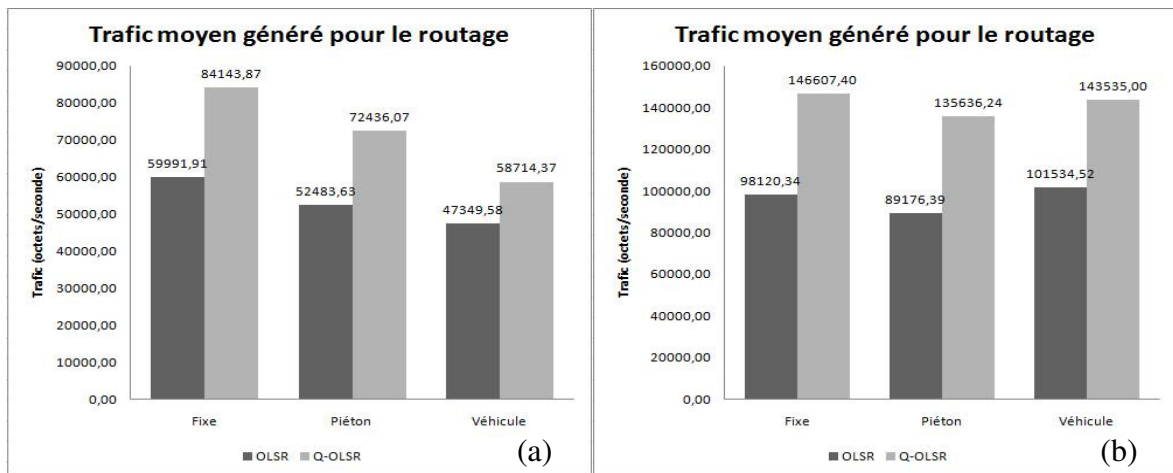 Trafic moyen généré pour le routage
Trafic (octets/seconde)
90000,00
80000,00
70000,00
60000,00
50000,00
40000,00
30000,00
20000,00
10000,00
0,00
59991,91
84143,87
52483,63
72436,07
47349,58
58714,37
Fixe
Piéton
Véhicule
OLSR
Q-OLSR
(a)
Trafic moyen généré pour le routage
Trafic (octets/seconde)
160000,00
140000,00
120000,00
100000,00
80000,00
60000,00
40000,00
20000,00
0,00
98120,34
146607,40
89176,39
135636,24
101534,52
143535,00
Fixe
Piéton
Véhicule
OLSR
Q-OLSR
(b)